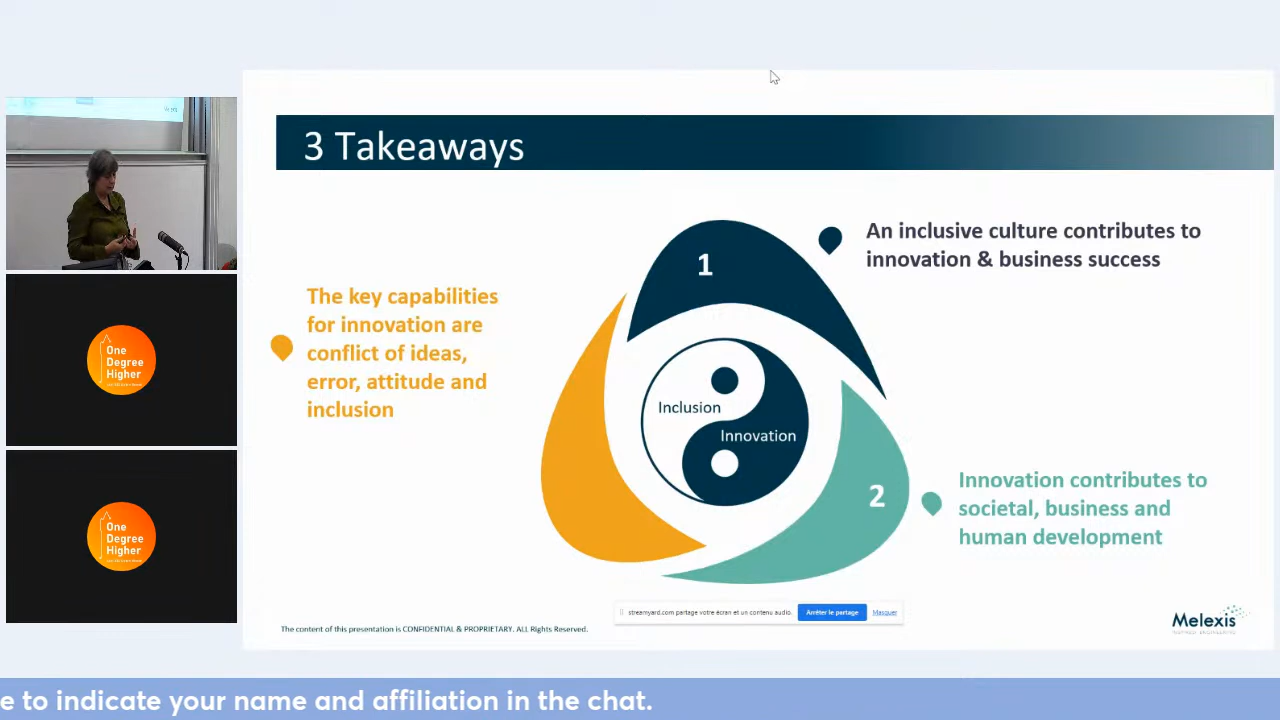 3 Takeaways
1
An inclusive culture contributes to
innovation & business success
The key capabilities
for innovation are
conflict of ideas,
error, attitude and
inclusion
Inclusion
Innovation
2
Innovation contributes to
societal, business and
human development
One
Degree
Higher
One
Degree
Higher
streamyard.com partage votre écran et un contenu audio.
Arrêter le partage
Masquer
The content of this presentation is CONFIDENTIAL & PROPRIETARY. ALL Rights Reserved.
Melexis
INSPIRED ENGINEERING
e to indicate your name and affiliation in the chat.